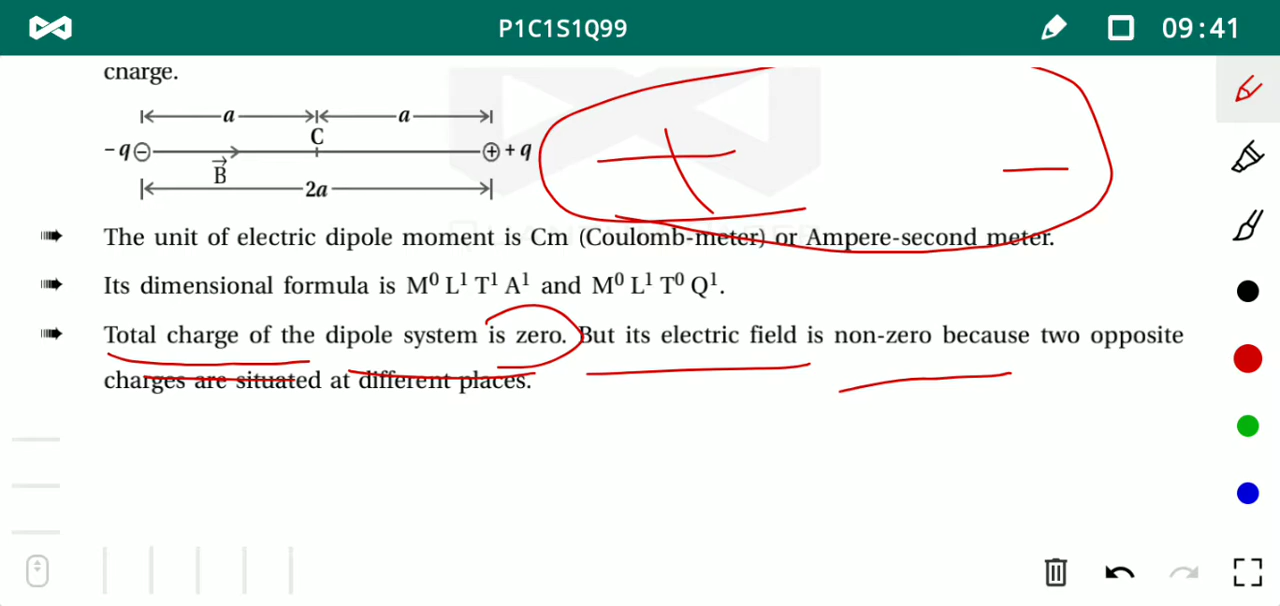 P1C1S1Q99
09:41
charge.
a a
C
– q ⊖ ⊕ + q
B⃗
2a
➠ The unit of electric dipole moment is Cm (Coulomb-meter) or Ampere-second meter.
➠ Its dimensional formula is M⁰ L¹ T¹ A¹ and M⁰ L¹ T⁰ Q¹.
➠ Total charge of the dipole system is zero. But its electric field is non-zero because two opposite
charges are situated at different places.